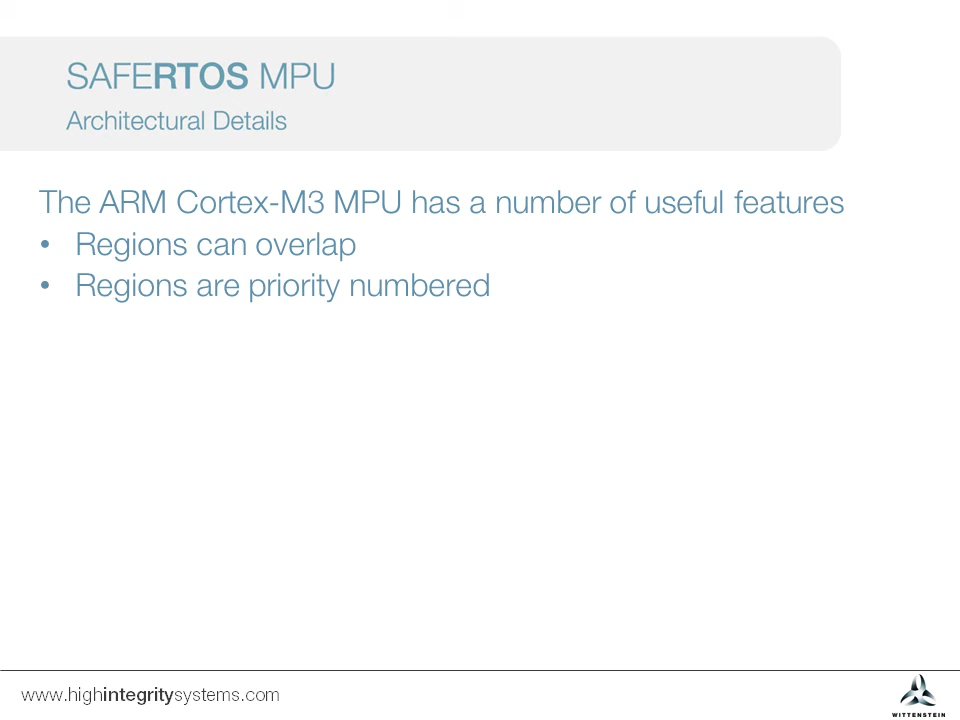 SAFERTOS MPU
Architectural Details
The ARM Cortex-M3 MPU has a number of useful features
• Regions can overlap
• Regions are priority numbered
www.highintegritysystems.com
WITTENSTEIN